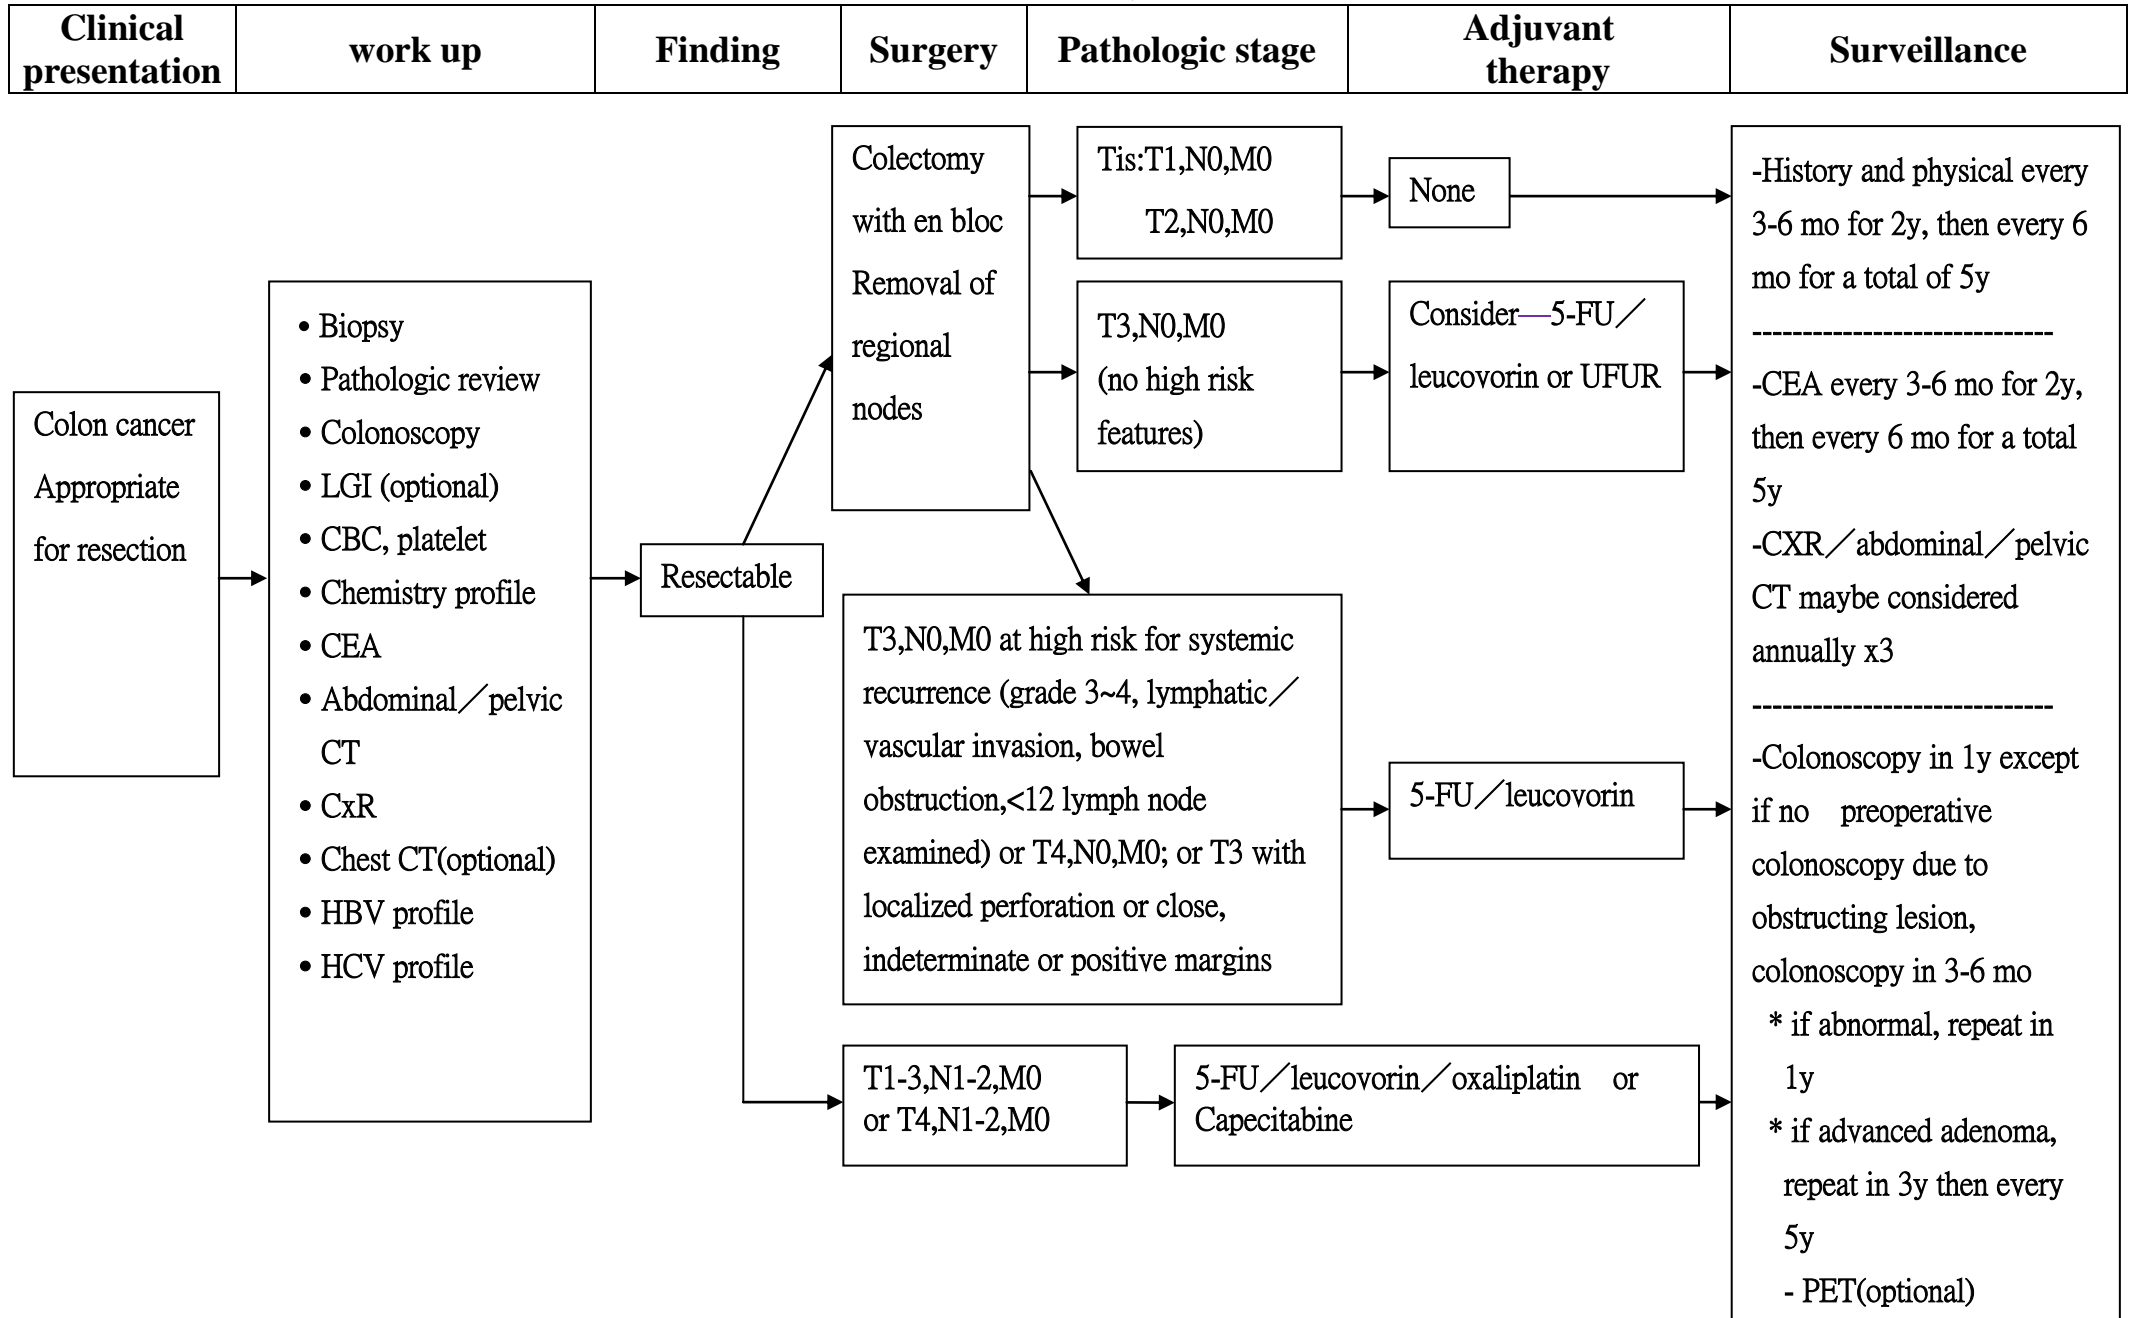 Clinical
presentation
work up
Finding
Surgery
Pathologic stage
Adjuvant
therapy
Surveillance
Colon cancer
Appropriate
for resection
• Biopsy
• Pathologic review
• Colonoscopy
• LGI (optional)
• CBC, platelet
• Chemistry profile
• CEA
• Abdominal／pelvic
CT
• CxR
• Chest CT(optional)
• HBV profile
• HCV profile
Resectable
Colectomy
with en bloc
Removal of
regional
nodes
Tis:T1,N0,M0
T2,N0,M0
None
T3,N0,M0
(no high risk
features)
Consider—5-FU／
leucovorin or UFUR
T3,N0,M0 at high risk for systemic
recurrence (grade 3~4, lymphatic／
vascular invasion, bowel
obstruction,<12 lymph node
examined) or T4,N0,M0; or T3 with
localized perforation or close,
indeterminate or positive margins
5-FU／leucovorin
T1-3,N1-2,M0
or T4,N1-2,M0
5-FU／leucovorin／oxaliplatin or
Capecitabine
-History and physical every
3-6 mo for 2y, then every 6
mo for a total of 5y
------------------------------
-CEA every 3-6 mo for 2y,
then every 6 mo for a total
5y
-CXR／abdominal／pelvic
CT maybe considered
annually x3
------------------------------
-Colonoscopy in 1y except
if no preoperative
colonoscopy due to
obstructing lesion,
colonoscopy in 3-6 mo
* if abnormal, repeat in
1y
* if advanced adenoma,
repeat in 3y then every
5y
- PET(optional)